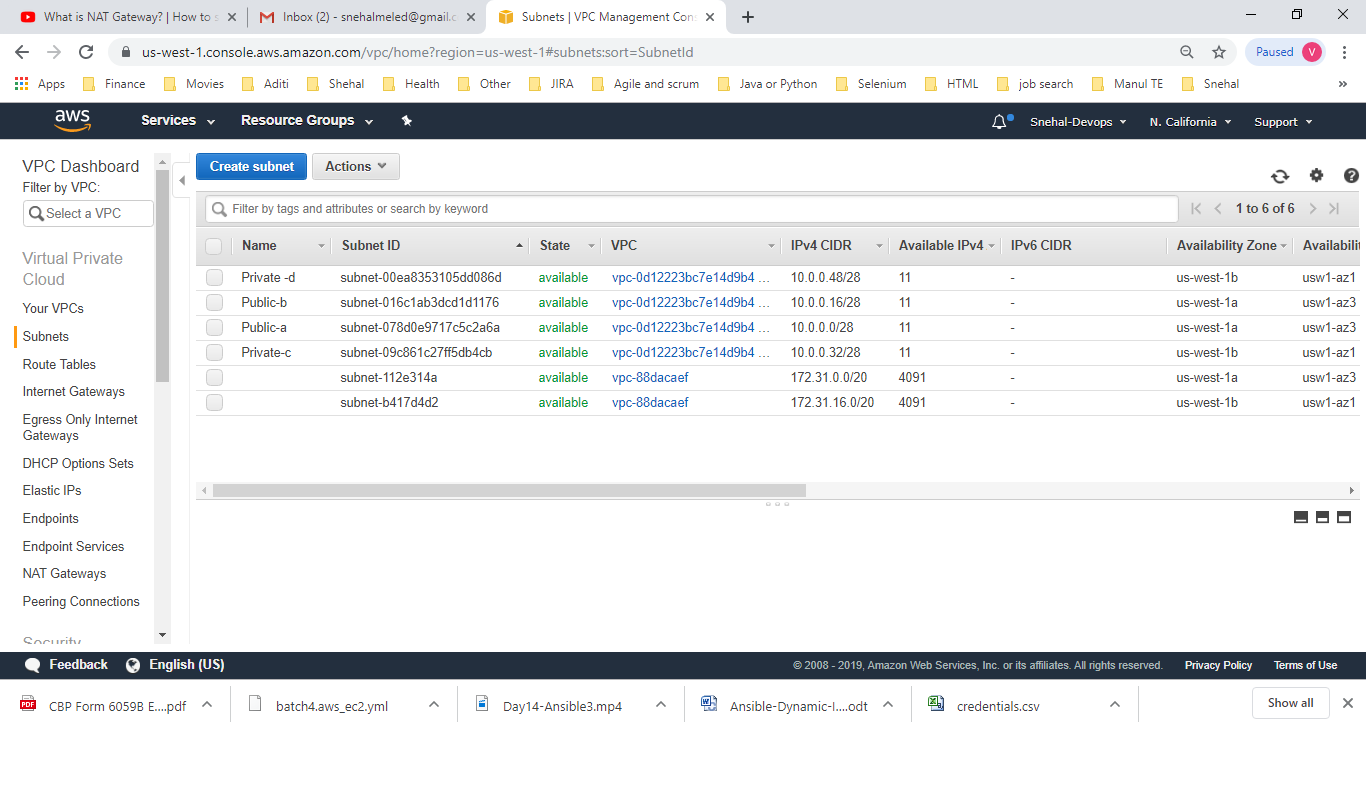 What is NAT Gateway? | How to s
Inbox (2) - snehalmeled@gmail.c
Subnets | VPC Management Con
us-west-1.console.aws.amazon.com/vpc/home?region=us-west-1#subnets:sort=SubnetId
Paused V
Apps Finance Movies Aditi Shehal Health Other JIRA Agile and scrum Java or Python Selenium HTML job search Manul TE Snehal »
aws Services Resource Groups Snehal-Devops N. California Support
VPC Dashboard
Filter by VPC:
Select a VPC
Virtual Private
Cloud
Your VPCs
Subnets
Route Tables
Internet Gateways
Egress Only Internet
Gateways
DHCP Options Sets
Elastic IPs
Endpoints
Endpoint Services
NAT Gateways
Peering Connections
Security
Create subnet Actions
Filter by tags and attributes or search by keyword
1 to 6 of 6
Name Subnet ID State VPC IPv4 CIDR Available IPv4 IPv6 CIDR Availability Zone Availabilit
Private -d subnet-00ea8353105dd086d available vpc-0d12223bc7e14d9b4 ... 10.0.0.48/28 11 - us-west-1b usw1-az1
Public-b subnet-016c1ab3dcd1d1176 available vpc-0d12223bc7e14d9b4 ... 10.0.0.16/28 11 - us-west-1a usw1-az3
Public-a subnet-078d0e9717c5c2a6a available vpc-0d12223bc7e14d9b4 ... 10.0.0.0/28 11 - us-west-1a usw1-az3
Private-c subnet-09c861c27ff5db4cb available vpc-0d12223bc7e14d9b4 ... 10.0.0.32/28 11 - us-west-1b usw1-az1
subnet-112e314a available vpc-88dacaef 172.31.0.0/20 4091 - us-west-1a usw1-az3
subnet-b417d4d2 available vpc-88dacaef 172.31.16.0/20 4091 - us-west-1b usw1-az1
Feedback English (US)
© 2008 - 2019, Amazon Web Services, Inc. or its affiliates. All rights reserved. Privacy Policy Terms of Use
CBP Form 6059B E....pdf
batch4.aws_ec2.yml
Day14-Ansible3.mp4
Ansible-Dynamic-I....odt
credentials.csv
Show all